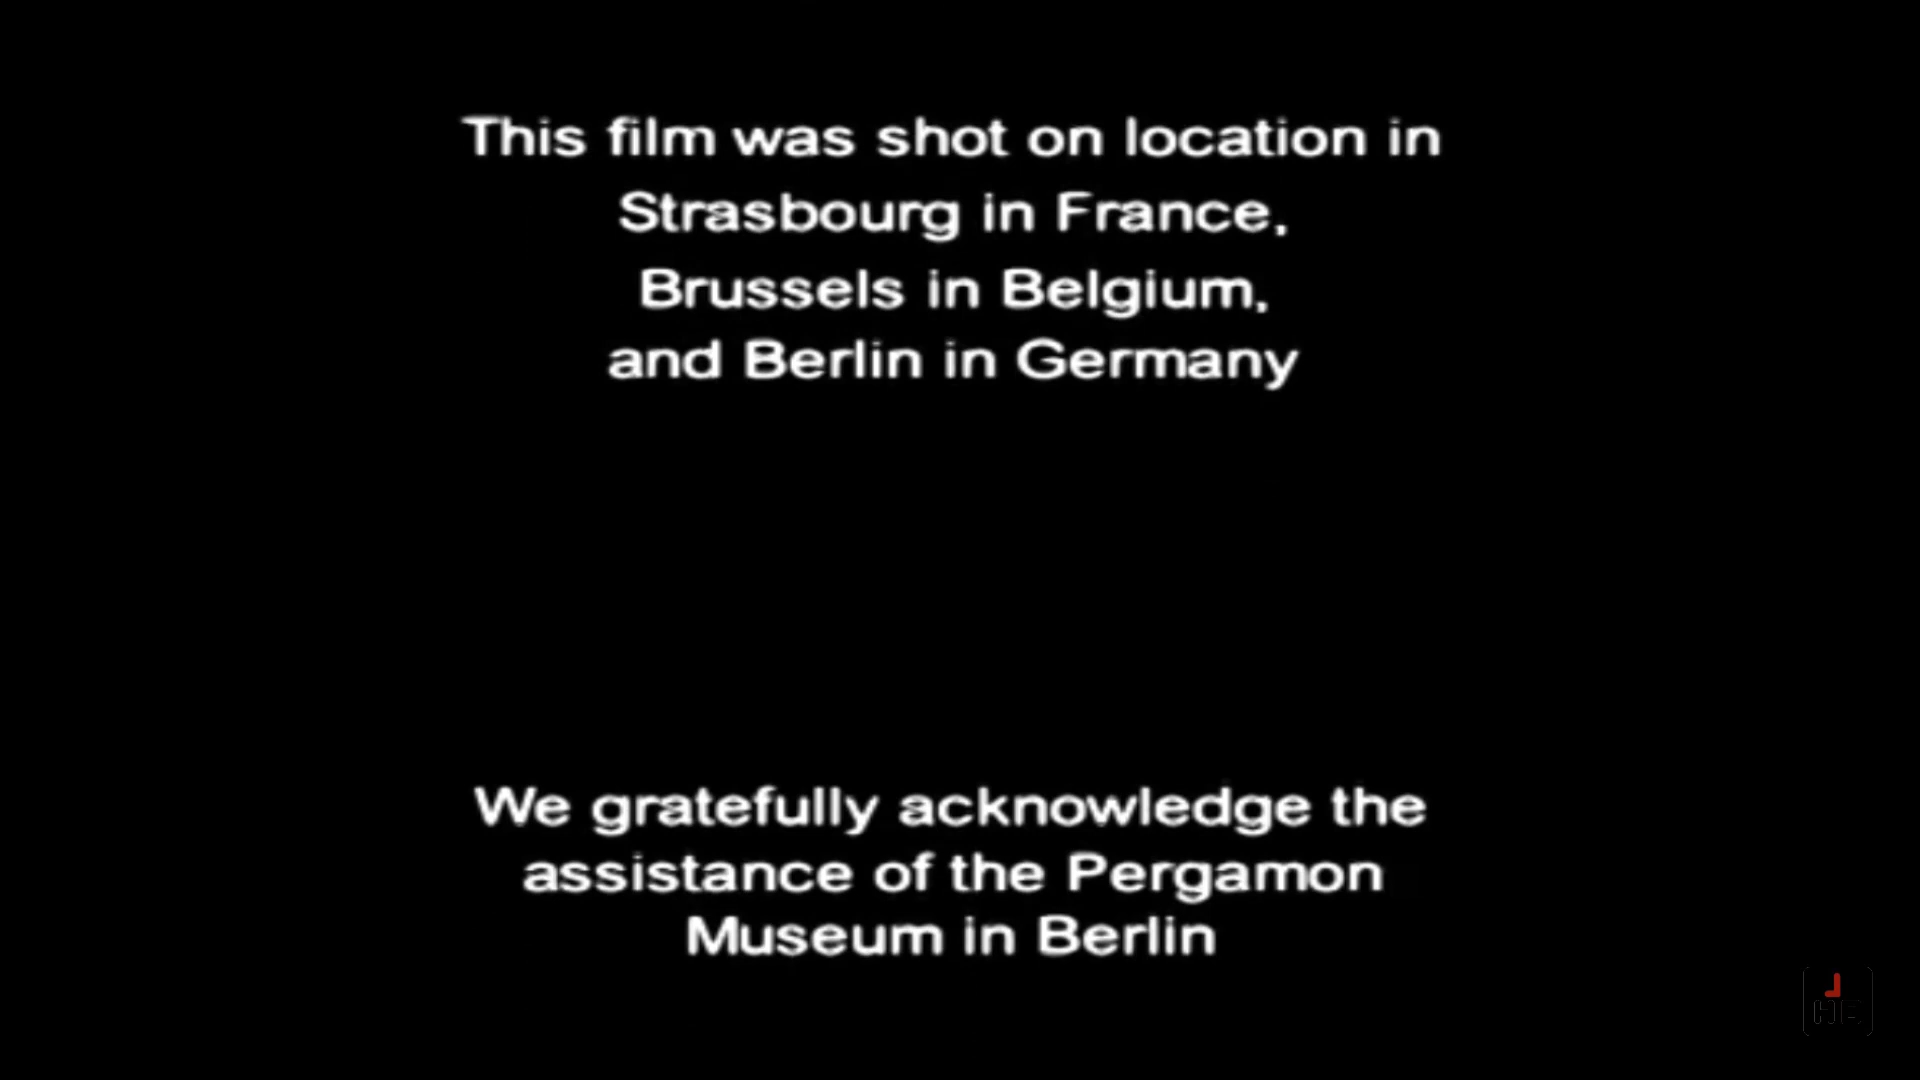 This film was shot on location in
Strasbourg in France,
Brussels in Belgium,
and Berlin in Germany
We gratefully acknowledge the
assistance of the Pergamon
Museum in Berlin